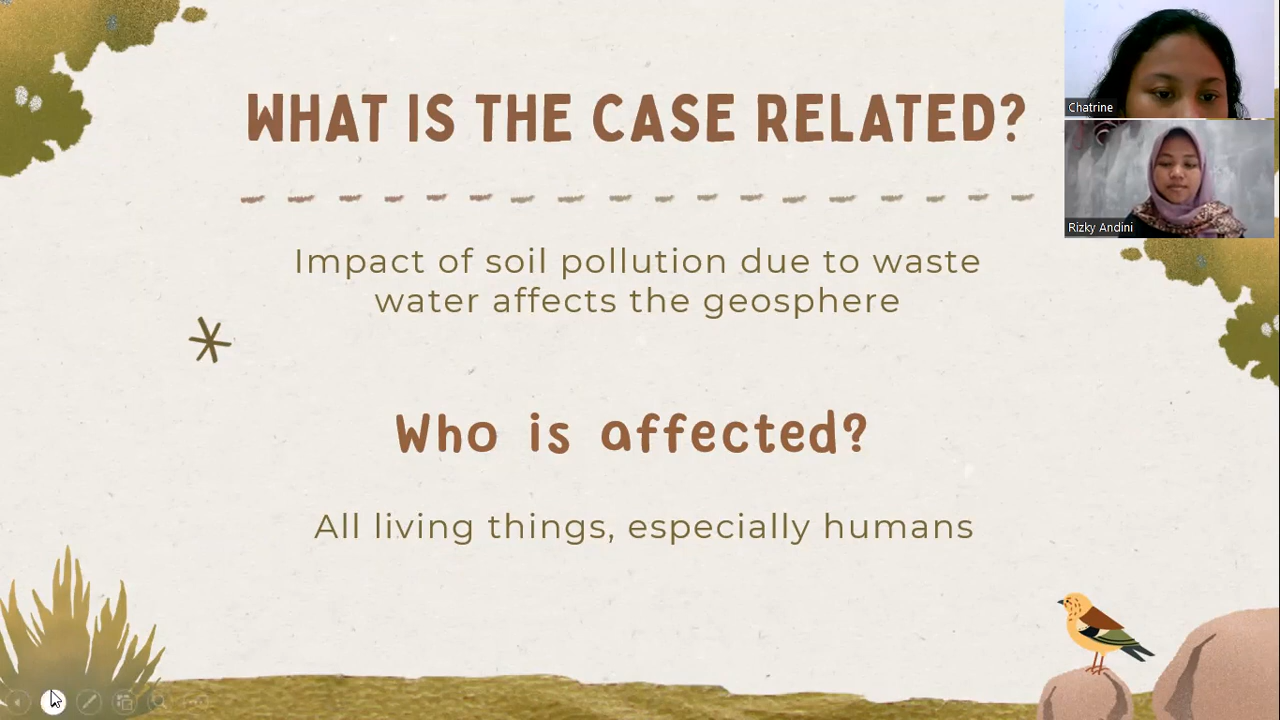 WHAT IS THE CASE RELATED?
Impact of soil pollution due to waste
water affects the geosphere
Who is affected?
All living things, especially humans
Chatrine
Rizky Andini